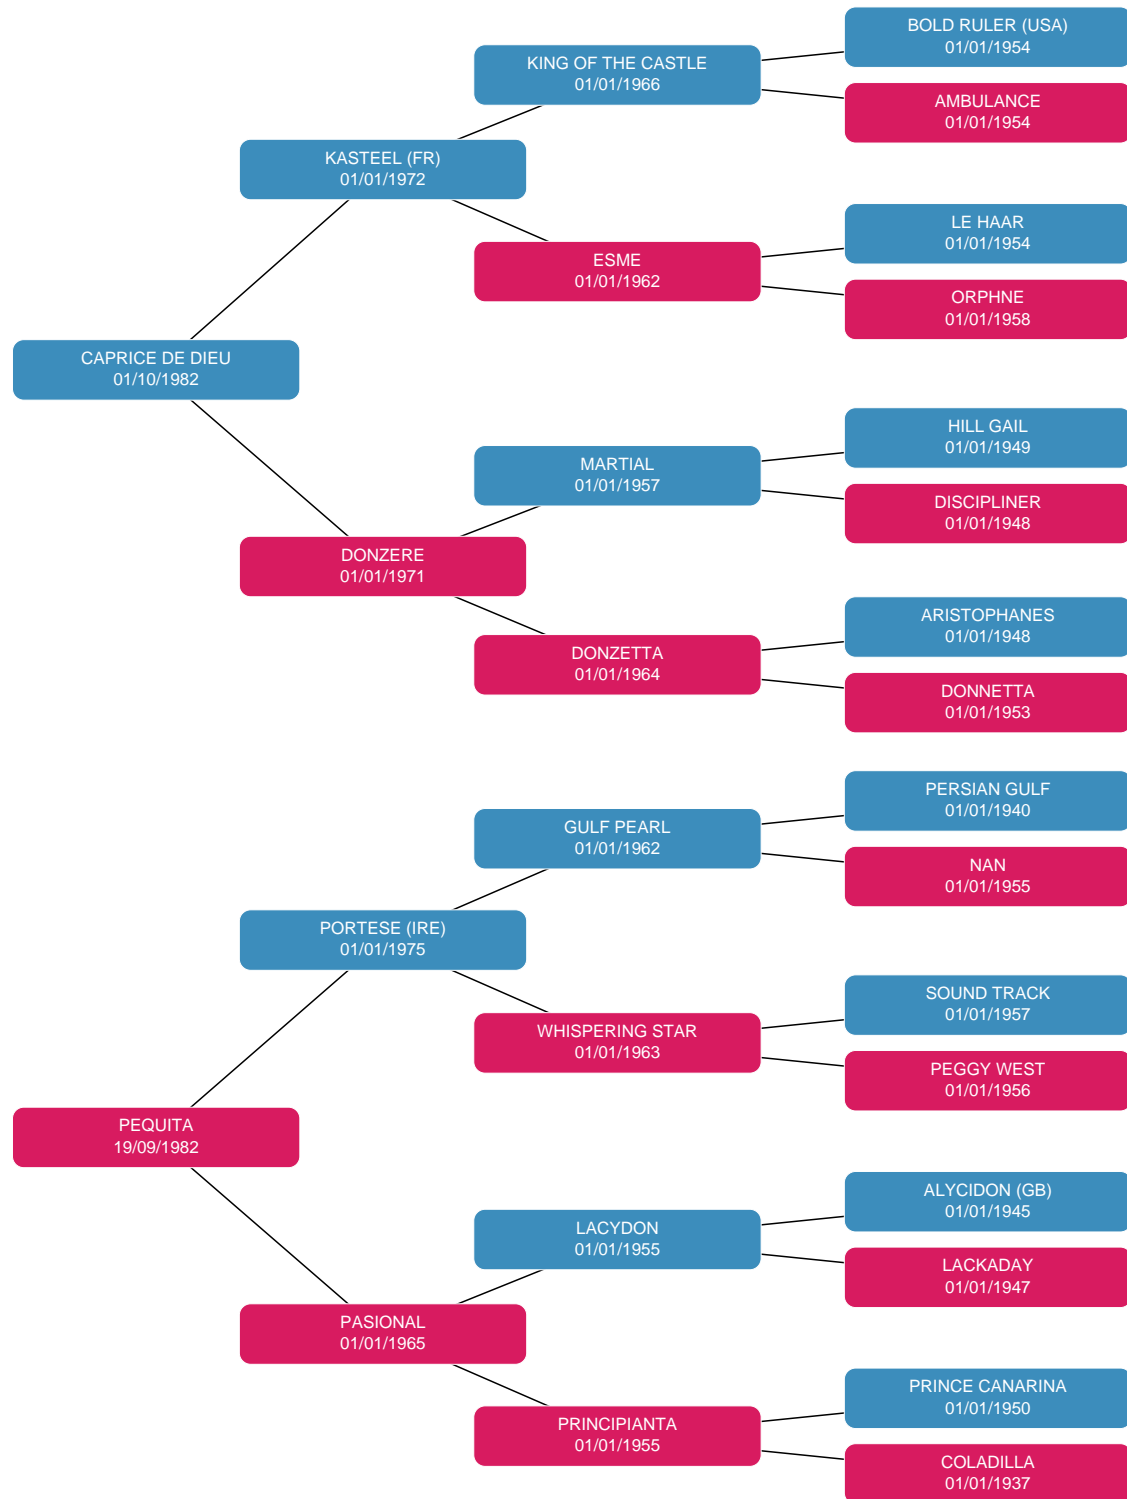 BOLD RULER (USA)
01/01/1954
KING OF THE CASTLE
01/01/1966
AMBULANCE
01/01/1954
KASTEEL (FR)
01/01/1972
LE HAAR
01/01/1954
ESME
01/01/1962
ORPHNE
01/01/1958
CAPRICE DE DIEU
01/10/1982
HILL GAIL
01/01/1949
MARTIAL
01/01/1957
DISCIPLINER
01/01/1948
DONZERE
01/01/1971
ARISTOPHANES
01/01/1948
DONZETTA
01/01/1964
DONNETTA
01/01/1953
PERSIAN GULF
01/01/1940
GULF PEARL
01/01/1962
NAN
01/01/1955
PORTESE (IRE)
01/01/1975
SOUND TRACK
01/01/1957
WHISPERING STAR
01/01/1963
PEGGY WEST
01/01/1956
PEQUITA
19/09/1982
ALYCIDON (GB)
01/01/1945
LACYDON
01/01/1955
LACKADAY
01/01/1947
PASIONAL
01/01/1965
PRINCE CANARINA
01/01/1950
PRINCIPIANTA
01/01/1955
COLADILLA
01/01/1937